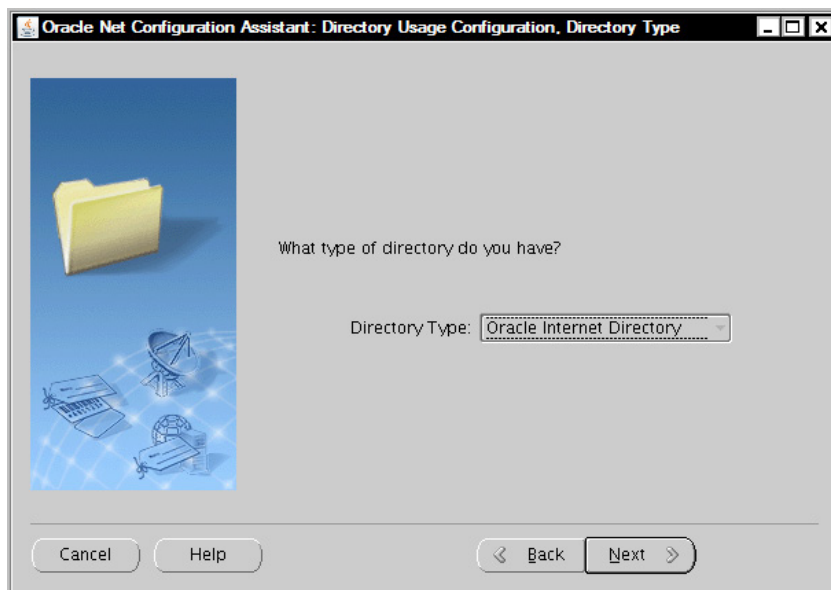 Oracle Net Configuration Assistant: Directory Usage Configuration, Directory Type
What type of directory do you have?
Directory Type: Oracle Internet Directory
Cancel Help Back Next